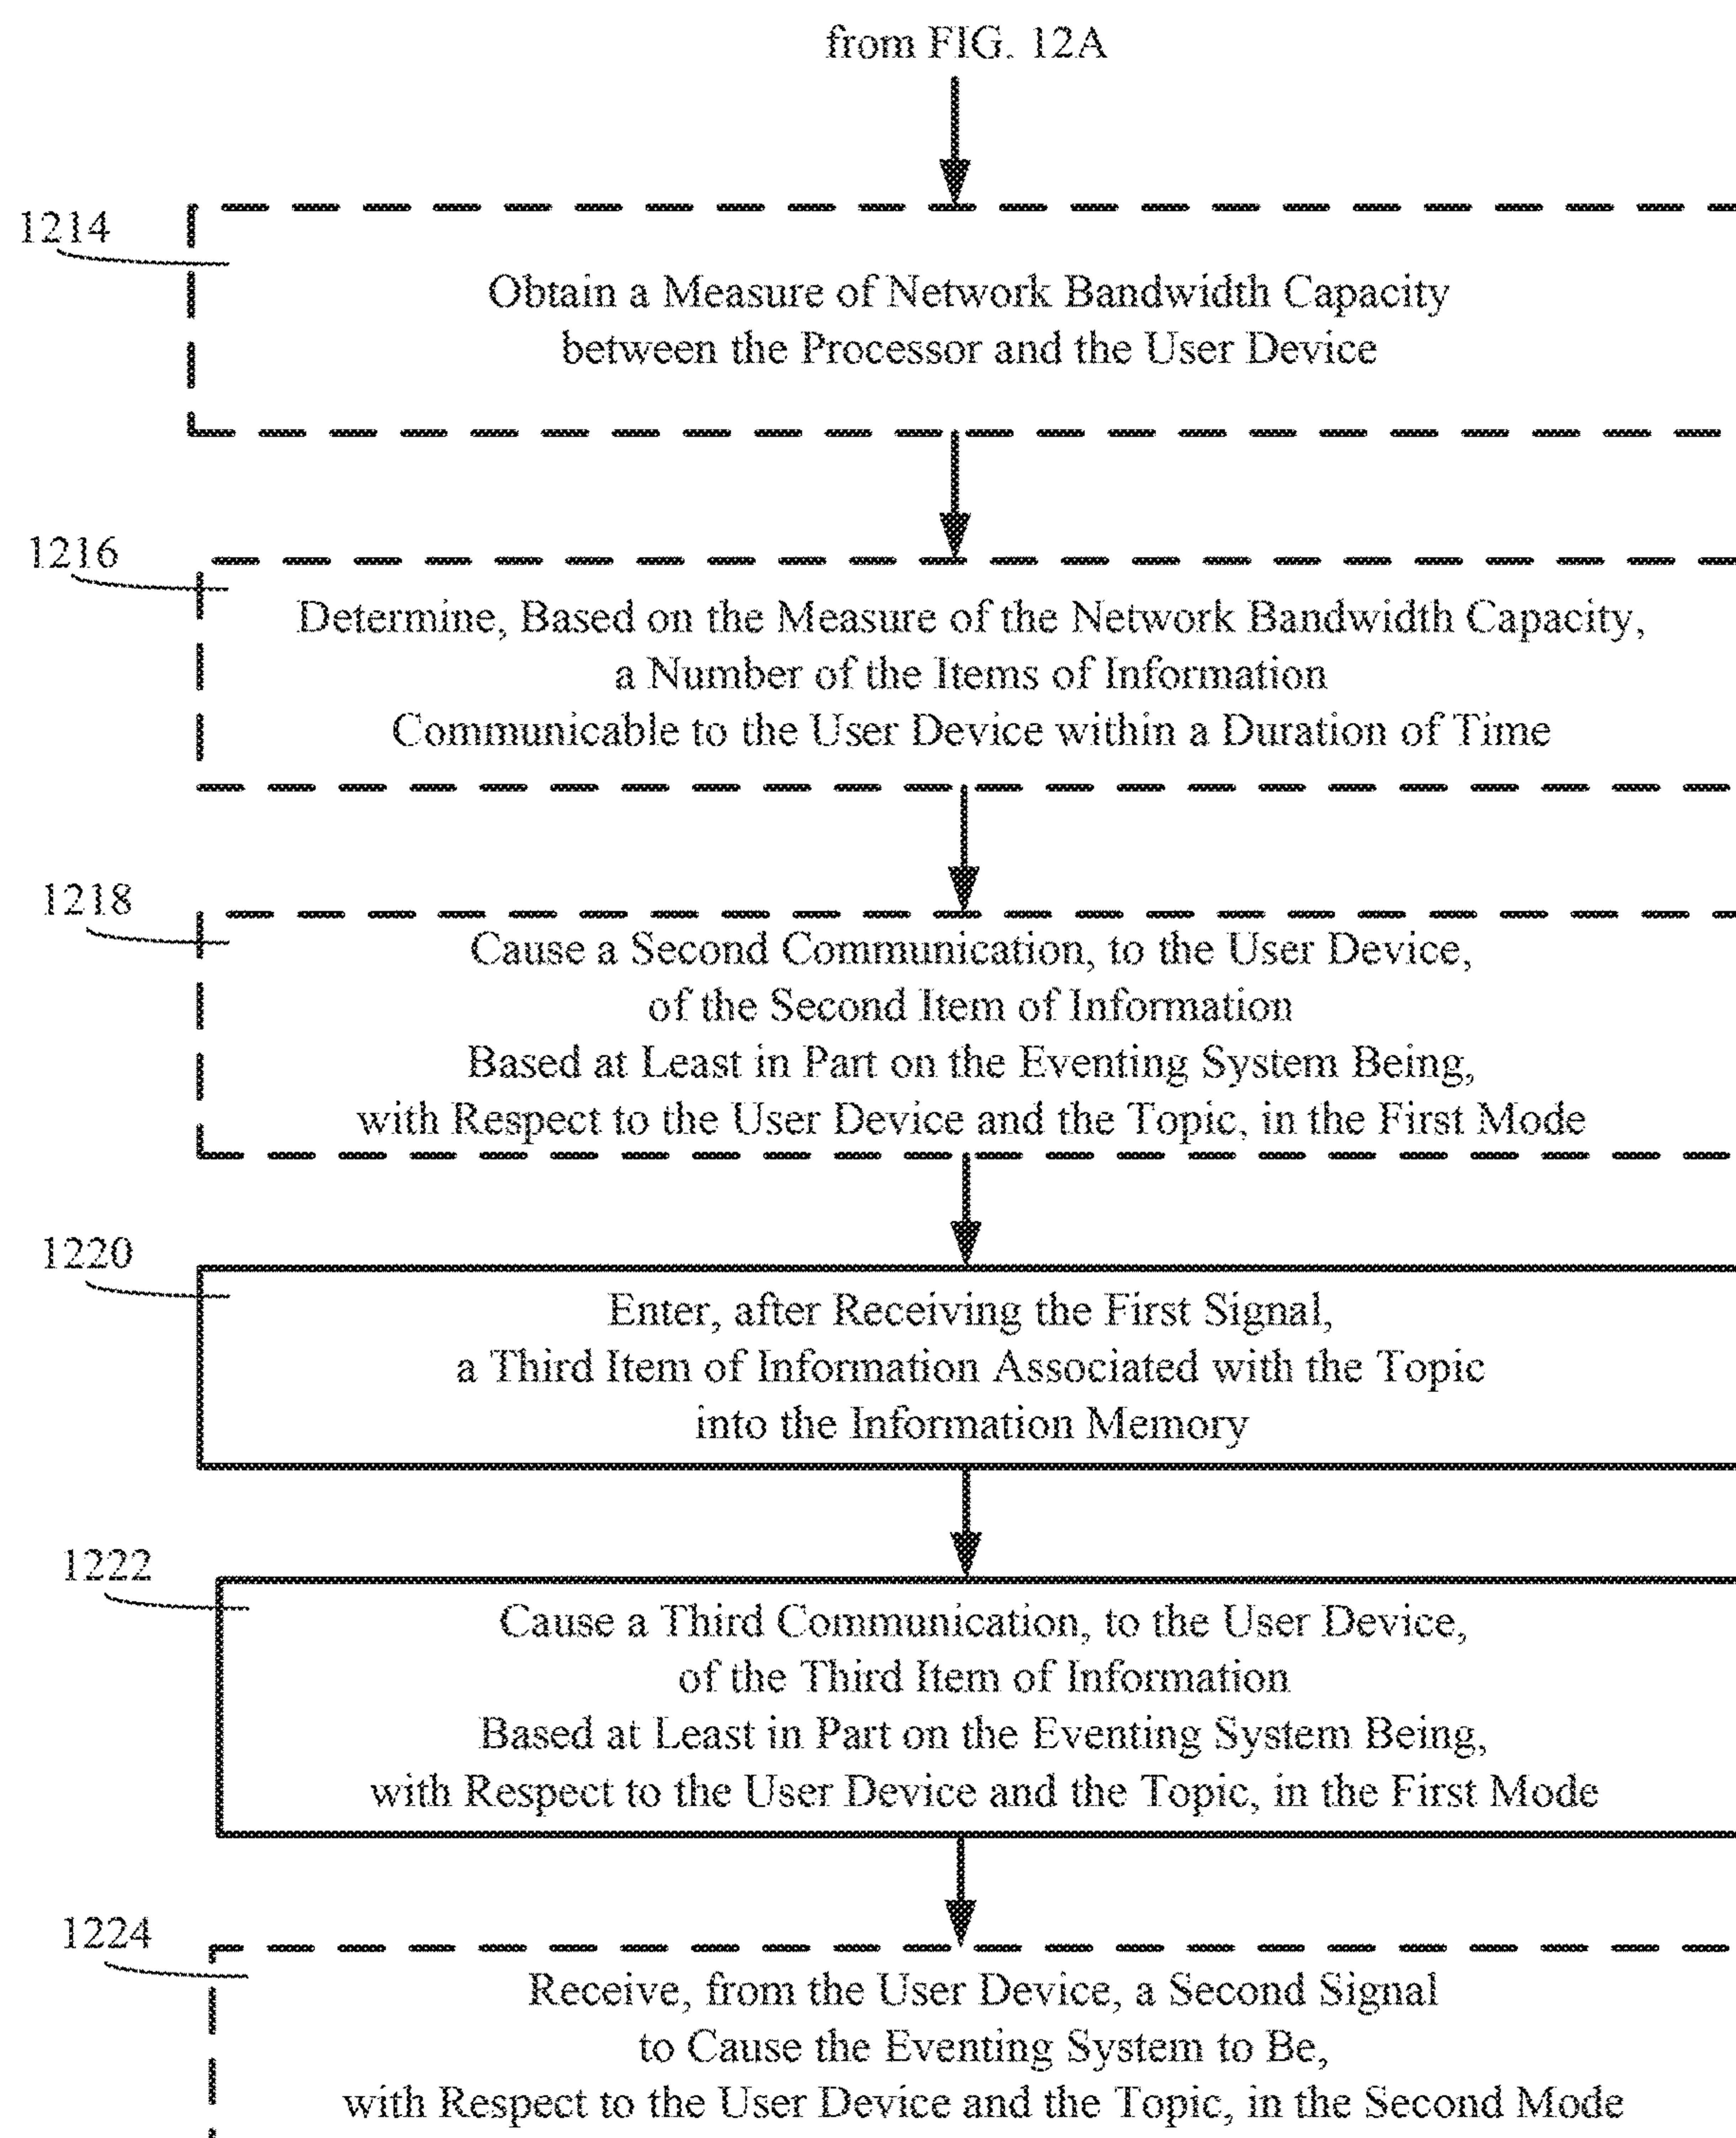 from FIG. 12A
1214
Obtain a Measure of Network Bandwidth Capacity
between the Processor and the User Device
1216
Determine, Based on the Measure of the Network Bandwidth Capacity,
a Number of the Items of Information
Communicable to the User Device within a Duration of Time
1218
Cause a Second Communication, to the User Device,
of the Second Item of Information
Based at Least in Part on the Eventing System Being,
with Respect to the User Device and the Topic, in the First Mode
1220
Enter, after Receiving the First Signal,
a Third Item of Information Associated with the Topic
into the Information Memory
1222
Cause a Third Communication, to the User Device,
of the Third Item of Information
Based at Least in Part on the Eventing System Being,
with Respect to the User Device and the Topic, in the First Mode
1224
Receive, from the User Device, a Second Signal
to Cause the Eventing System to Be,
with Respect to the User Device and the Topic, in the Second Mode